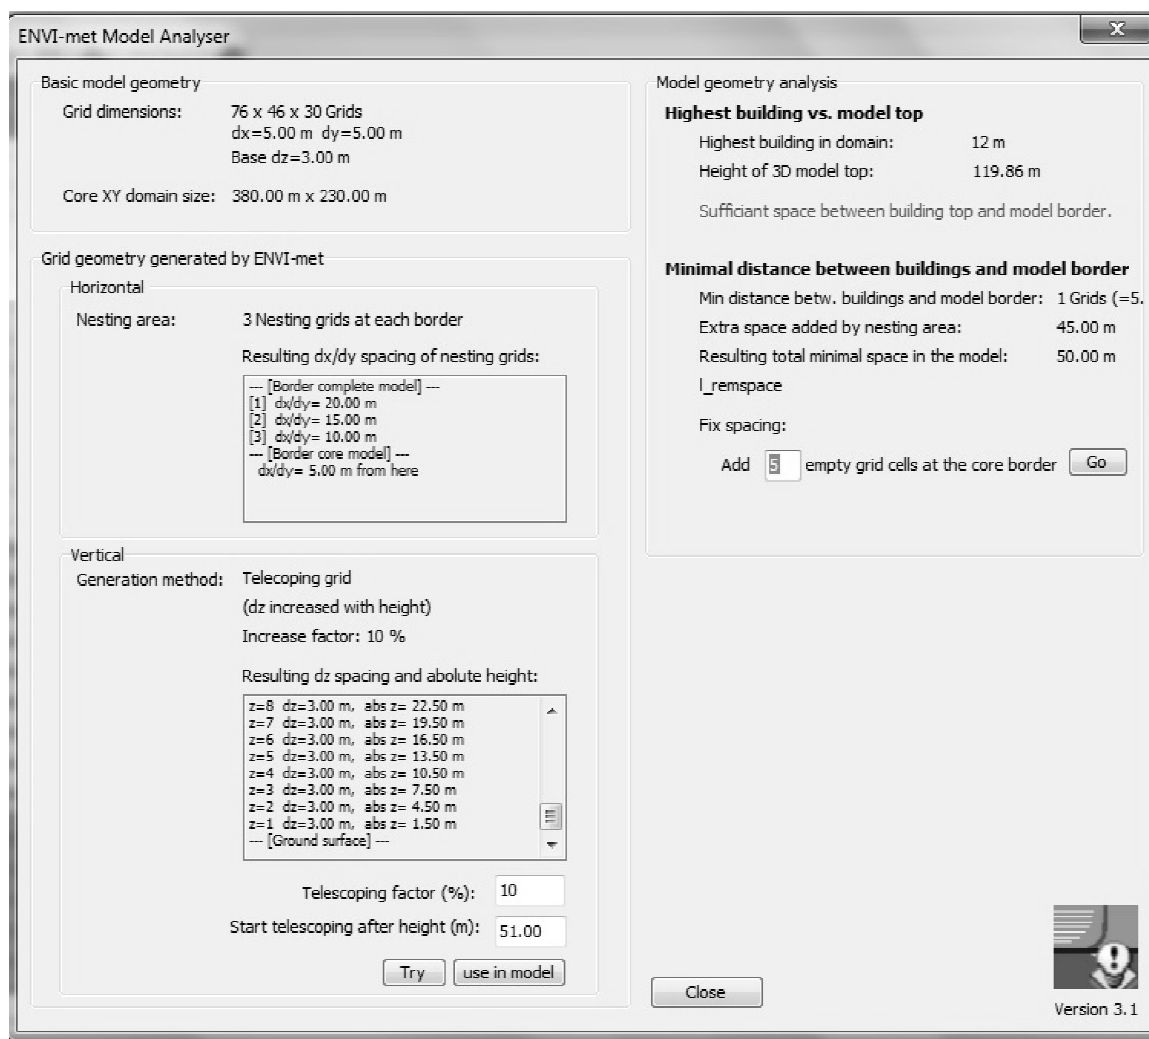 ENVI-met Model Analyser
X
Basic model geometry
Grid dimensions: 76 x 46 x 30 Grids
dx=5.00 m dy=5.00 m
Base dz=3.00 m
Core XY domain size: 380.00 m x 230.00 m
Grid geometry generated by ENVI-met
Horizontal
Nesting area: 3 Nesting grids at each border
Resulting dx/dy spacing of nesting grids:
--- [Border complete model] ---
[1] dx/dy= 20.00 m
[2] dx/dy= 15.00 m
[3] dx/dy= 10.00 m
--- [Border core model] ---
dx/dy= 5.00 m from here
Vertical
Generation method: Telecoping grid
(dz increased with height)
Increase factor: 10 %
Resulting dz spacing and abolute height:
z=8 dz=3.00 m, abs z= 22.50 m
z=7 dz=3.00 m, abs z= 19.50 m
z=6 dz=3.00 m, abs z= 16.50 m
z=5 dz=3.00 m, abs z= 13.50 m
z=4 dz=3.00 m, abs z= 10.50 m
z=3 dz=3.00 m, abs z= 7.50 m
z=2 dz=3.00 m, abs z= 4.50 m
z=1 dz=3.00 m, abs z= 1.50 m
--- [Ground surface] ---
Telescoping factor (%): 10
Start telescoping after height (m): 51.00
Try use in model
Model geometry analysis
Highest building vs. model top
Highest building in domain: 12 m
Height of 3D model top: 119.86 m
Sufficiant space between building top and model border.
Minimal distance between buildings and model border
Min distance betw. buildings and model border: 1 Grids (=5.
Extra space added by nesting area: 45.00 m
Resulting total minimal space in the model: 50.00 m
l_remspace
Fix spacing:
Add 5 empty grid cells at the core border Go
Close
Version 3.1